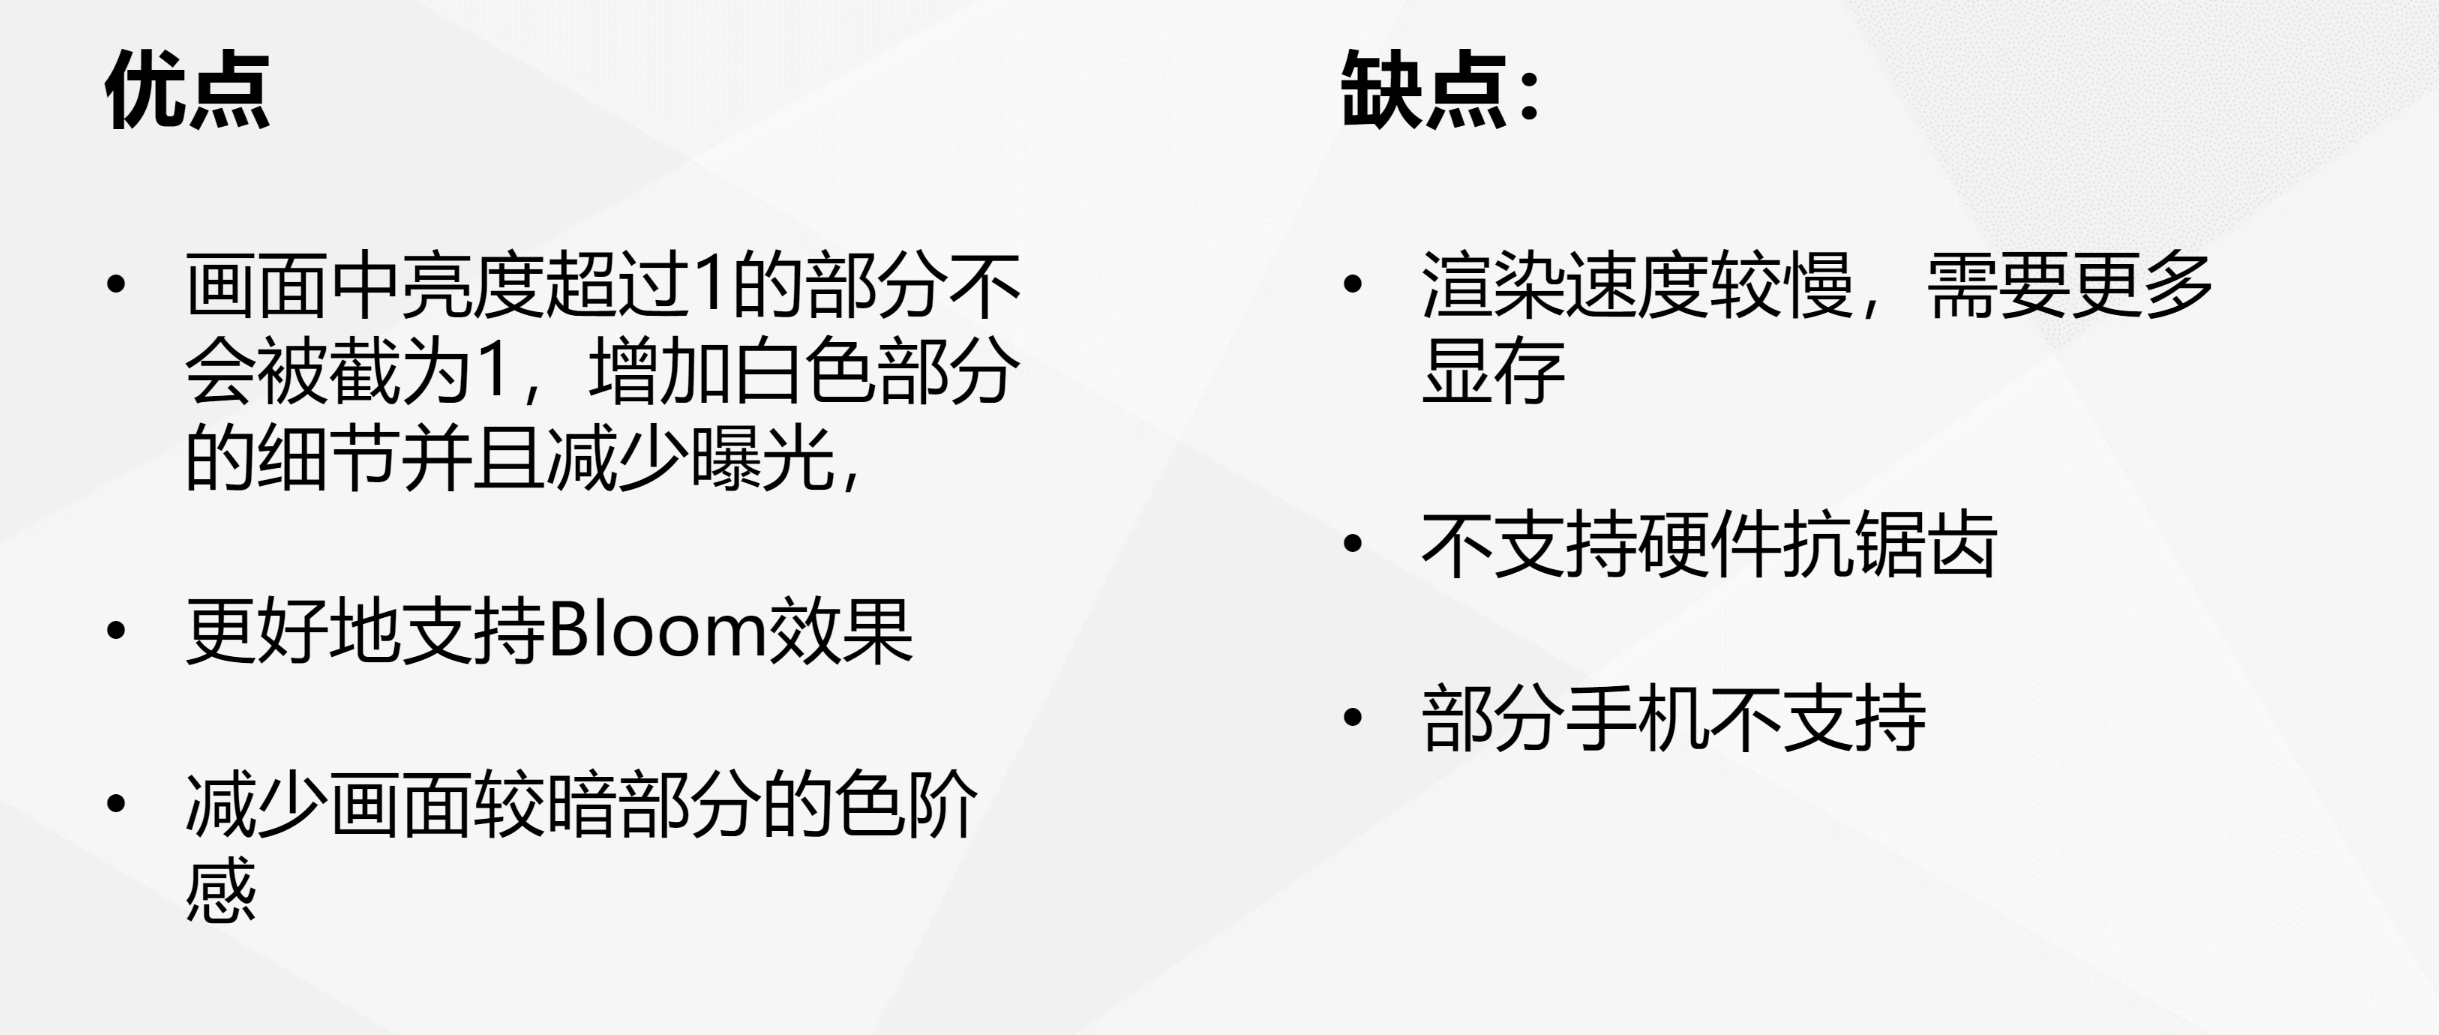 优点
• 画面中亮度超过1的部分不
会被截为1，增加白色部分
的细节并且减少曝光，
• 更好地支持Bloom效果
• 减少画面较暗部分的色阶
感
缺点：
• 渲染速度较慢，需要更多
显存
• 不支持硬件抗锯齿
• 部分手机不支持